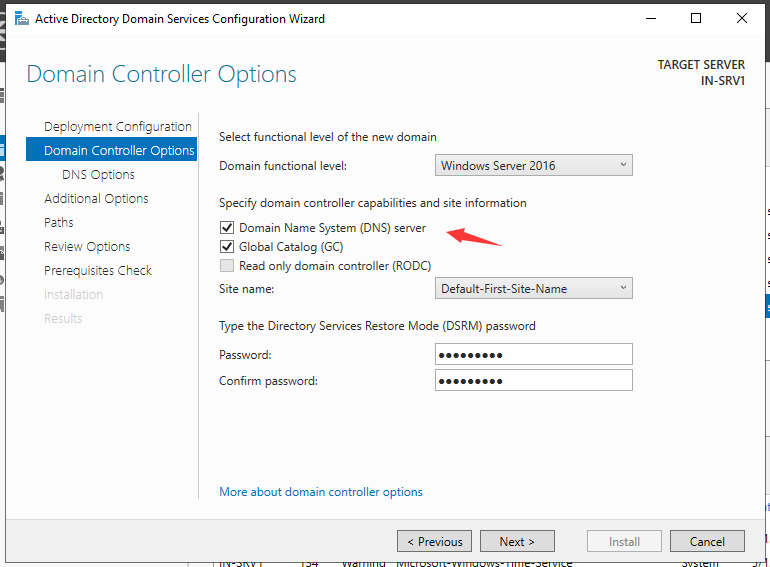 Active Directory Domain Services Configuration Wizard
Domain Controller Options
TARGET SERVER
IN-SRV1
Deployment Configuration
Domain Controller Options
DNS Options
Additional Options
Paths
Review Options
Prerequisites Check
Installation
Results
Select functional level of the new domain
Domain functional level: Windows Server 2016
Specify domain controller capabilities and site information
Domain Name System (DNS) server
Global Catalog (GC)
Read only domain controller (RODC)
Site name: Default-First-Site-Name
Type the Directory Services Restore Mode (DSRM) password
Password: ●●●●●●●●●
Confirm password: ●●●●●●●●●
More about domain controller options
< Previous Next > Install Cancel
IN-SRV1 134 Warning Microsoft-Windows-Time-Service System